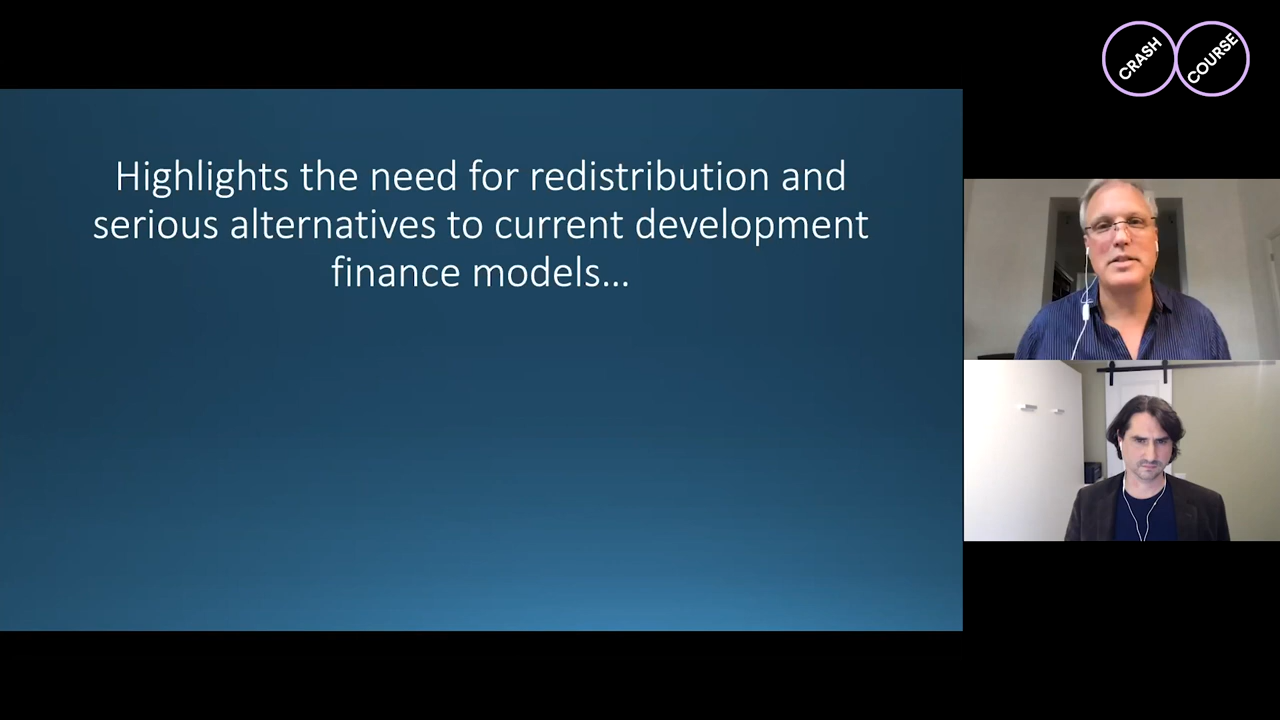 CRASH
COURSE
Highlights the need for redistribution and
serious alternatives to current development
finance models...